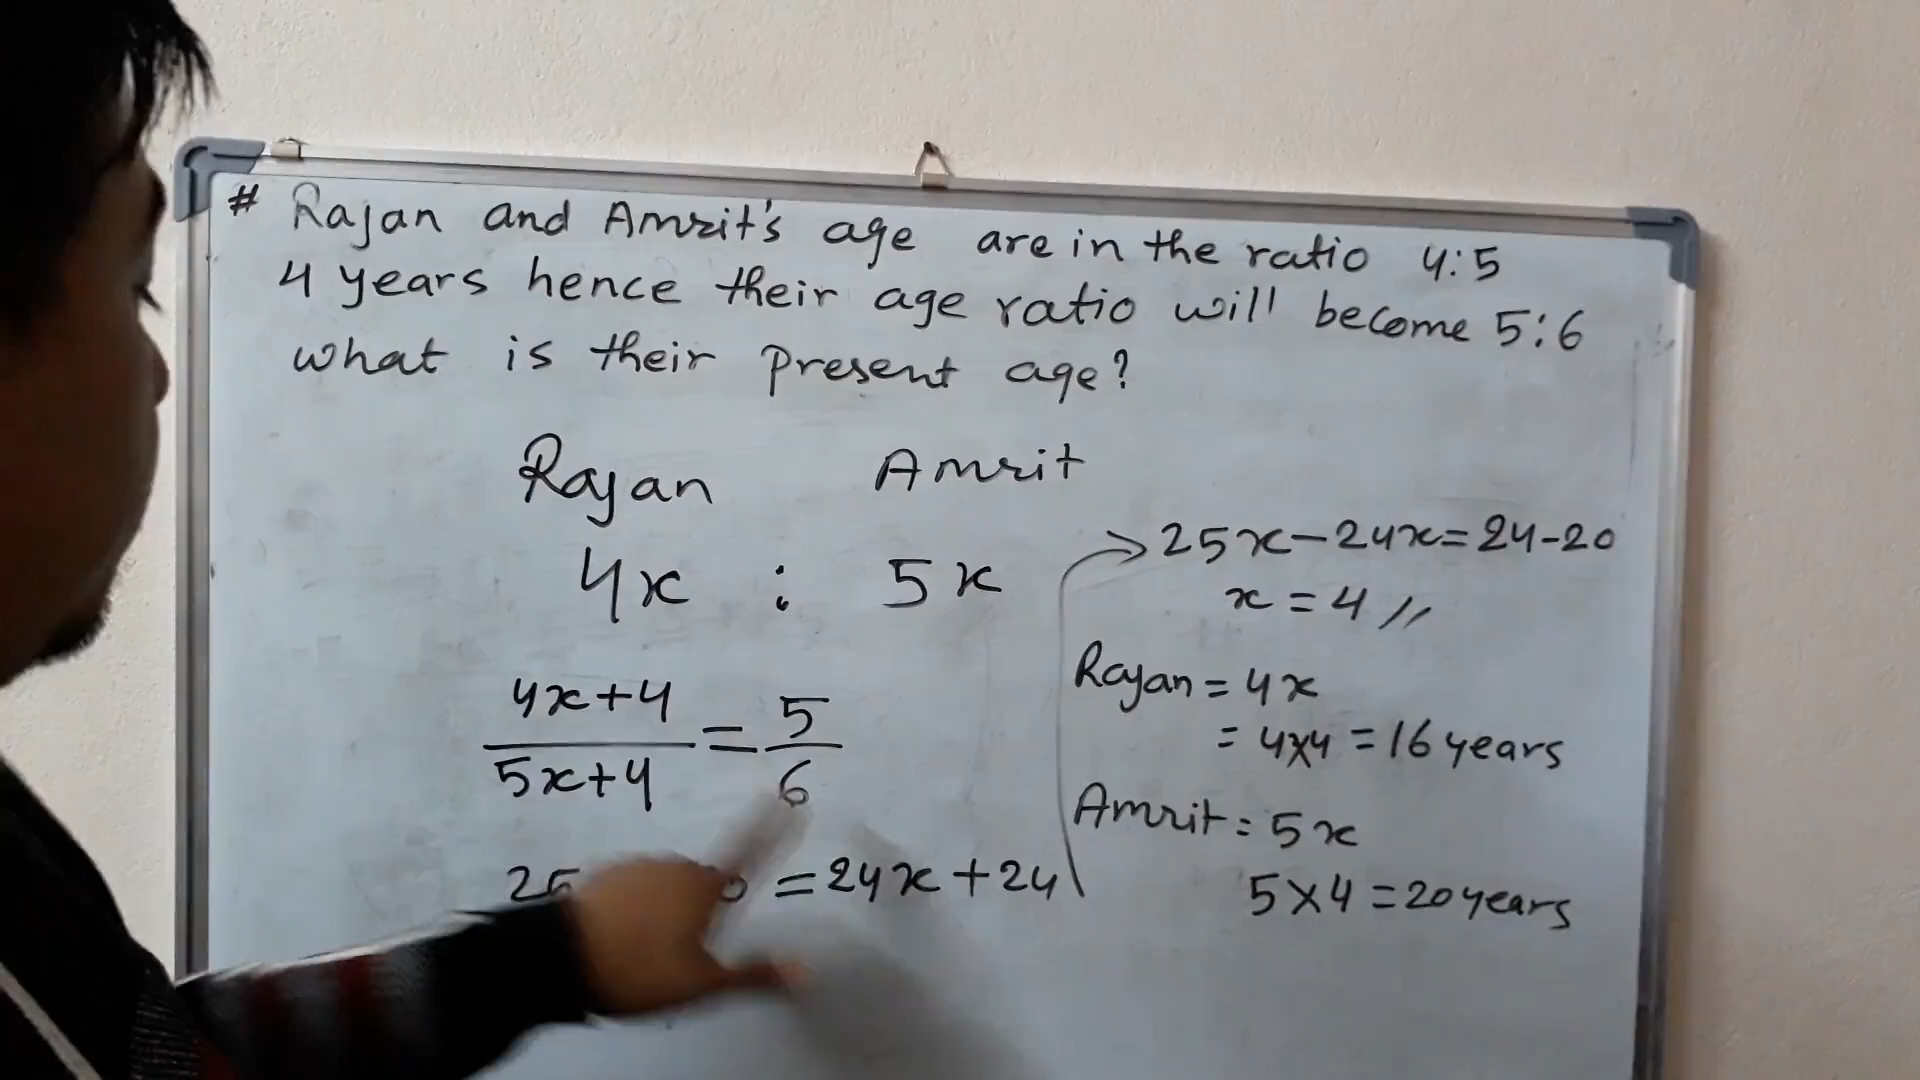 # Rajan and Amrit's age are in the ratio 4:5
4 years hence their age ratio will become 5:6
what is their present age?
Rajan Amrit
4x : 5x
4x+4
5x+4
=
5
6
= 24x + 24
25x - 24x = 24 - 20
x = 4 //
Rajan = 4x
= 4x4 = 16 years
Amrit = 5x
5 x 4 = 20 years